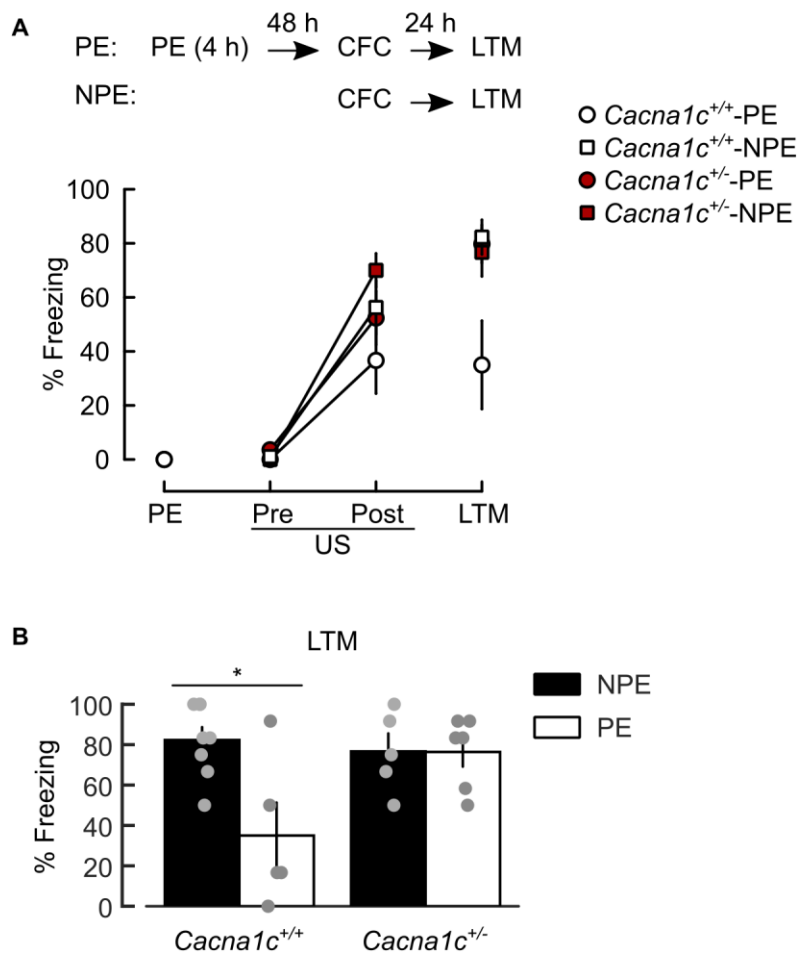 A
48 h 24 h
PE: PE (4 h) CFC LTM
NPE: CFC LTM
Cacna1c+/+-PE
Cacna1c+/+-NPE
Cacna1c+/--PE
Cacna1c+/--NPE
% Freezing
100
80
60
40
20
0
PE Pre Post LTM
US
B
LTM
*
NPE
PE
% Freezing
100
80
60
40
20
0
Cacna1c+/+ Cacna1c+/-